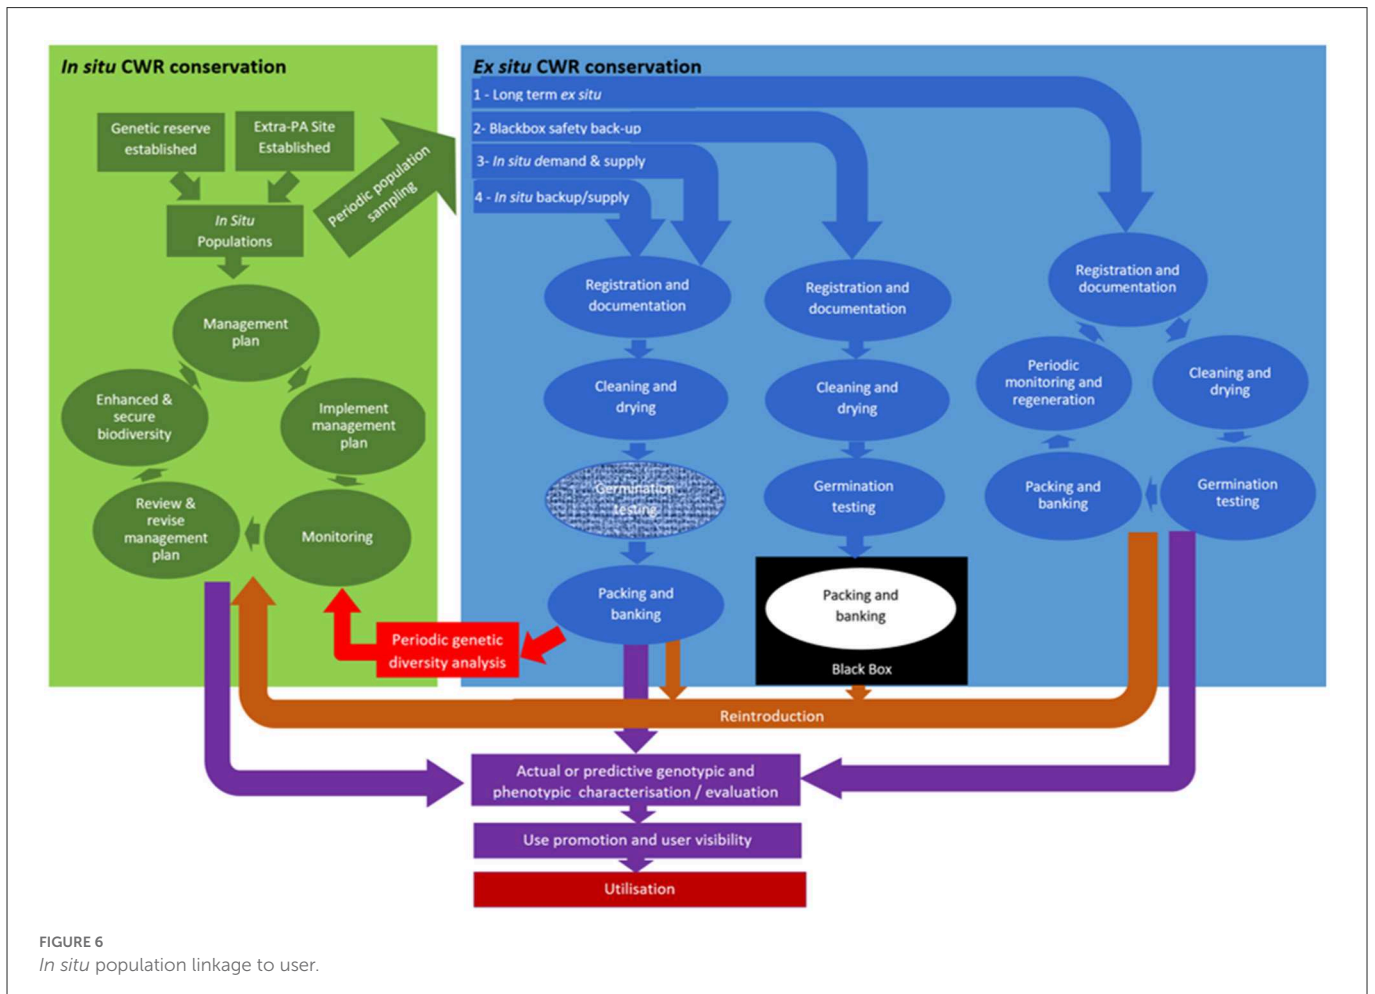 In situ CWR conservation
Genetic reserve
established
Extra-PA Site
Established
Periodic population
sampling
In Situ
Populations
Management
plan
Enhanced &
secure
biodiversity
Implement
management
plan
Review &
revise
management
plan
Monitoring
Ex situ CWR conservation
1 - Long term ex situ
2- Blackbox safety back-up
3- In situ demand & supply
4 - In situ backup/supply
Registration and
documentation
Cleaning and
drying
Germination
testing
Packing and
banking
Registration and
documentation
Cleaning and
drying
Germination
testing
Packing and
banking
Black Box
Registration and
documentation
Periodic
monitoring and
regeneration
Cleaning and
drying
Packing and
banking
Germination
testing
Periodic genetic
diversity analysis
Reintroduction
Actual or predictive genotypic and
phenotypic characterisation / evaluation
Use promotion and user visibility
Utilisation
FIGURE 6
In situ population linkage to user.